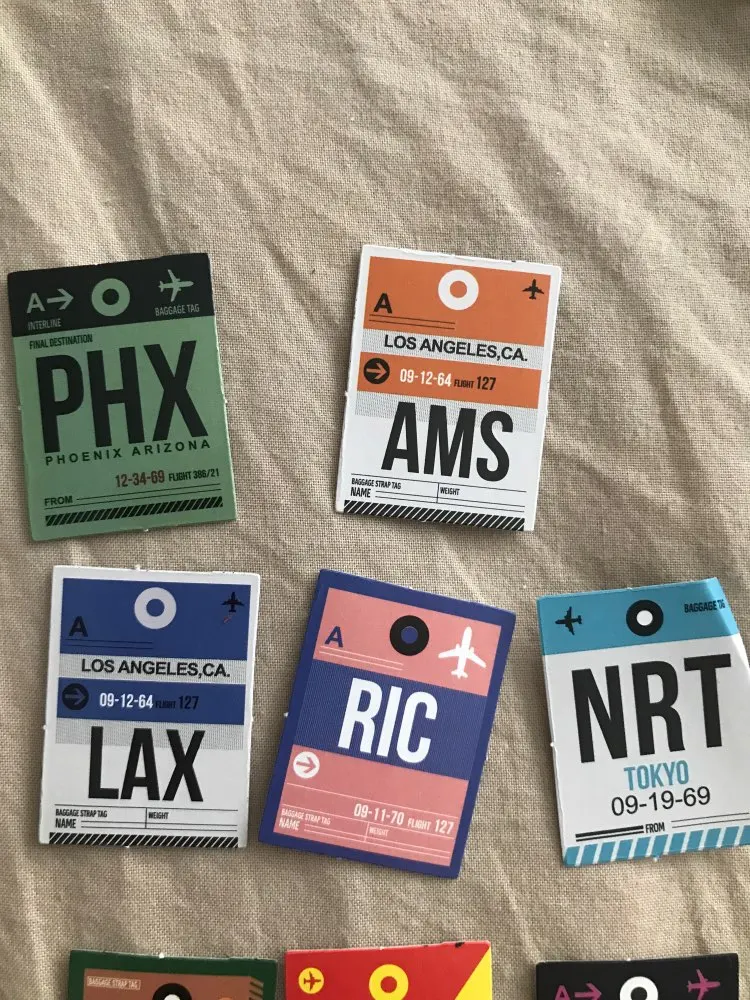 A→
INTERLINE
BAGGAGE TAG
FINAL DESTINATION
PHX
PHOENIX ARIZONA
12-34-69 FLIGHT 386/21
FROM
A
LOS ANGELES,CA.
09-12-64 FLIGHT 127
AMS
BAGGAGE STRAP TAG
NAME
WEIGHT
A
LOS ANGELES,CA.
09-12-64 FLIGHT 127
LAX
BAGGAGE STRAP TAG
NAME
WEIGHT
A
RIC
BAGGAGE STRAP TAG
NAME
09-11-70 FLIGHT 127
WEIGHT
BAGGAGE
NRT
TOKYO
09-19-69
FROM
BAGGAGE STRAP TAG
A→